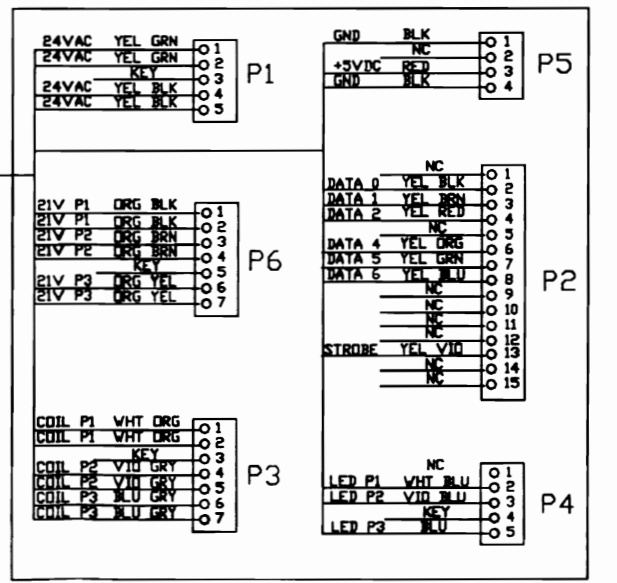 24VAC YEL GRN 1
24VAC YEL GRN 2
KEY 3
24VAC YEL BLK 4
24VAC YEL BLK 5
P1
21V P1 ORG BLK 1
21V P1 ORG BLK 2
21V P2 ORG BRN 3
21V P2 ORG BRN 4
KEY 5
21V P3 ORG YEL 6
21V P3 ORG YEL 7
P6
COIL P1 WHT ORG 1
COIL P1 WHT ORG 2
KEY 3
COIL P2 VIO GRY 4
COIL P2 VIO GRY 5
COIL P3 BLU GRY 6
COIL P3 BLU GRY 7
P3
GND BLK 1
NC 2
+5VDC RED 3
GND BLK 4
P5
NC 1
DATA 0 YEL BLK 2
DATA 1 YEL BRN 3
DATA 2 YEL RED 4
NC 5
DATA 4 YEL ORG 6
DATA 5 YEL GRN 7
DATA 6 YEL BLU 8
NC 9
NC 10
NC 11
NC 12
STROBE YEL VIO 13
NC 14
NC 15
P2
NC 1
LED P1 WHT BLU 2
LED P2 VIO BLU 3
KEY 4
LED P3 BLU 5
P4